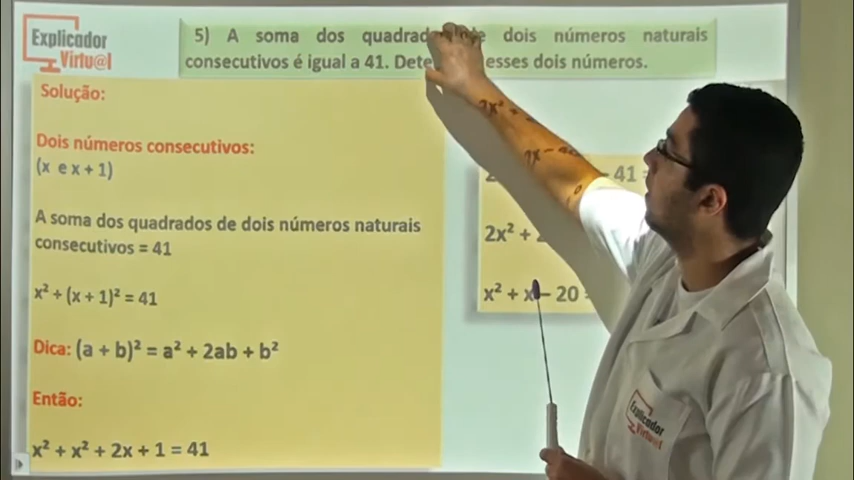 Explicador
Virtu@l
5) A soma dos quadrad dois números naturais
consecutivos é igual a 41. Dete esses dois números.
Solução:
Dois números consecutivos:
(x e x + 1)
A soma dos quadrados de dois números naturais
consecutivos = 41
x² + (x + 1)² = 41
Dica: (a + b)² = a² + 2ab + b²
Então:
x² + x² + 2x + 1 = 41
41
2x² +
x² + x – 20
Explicador
Virtu@l